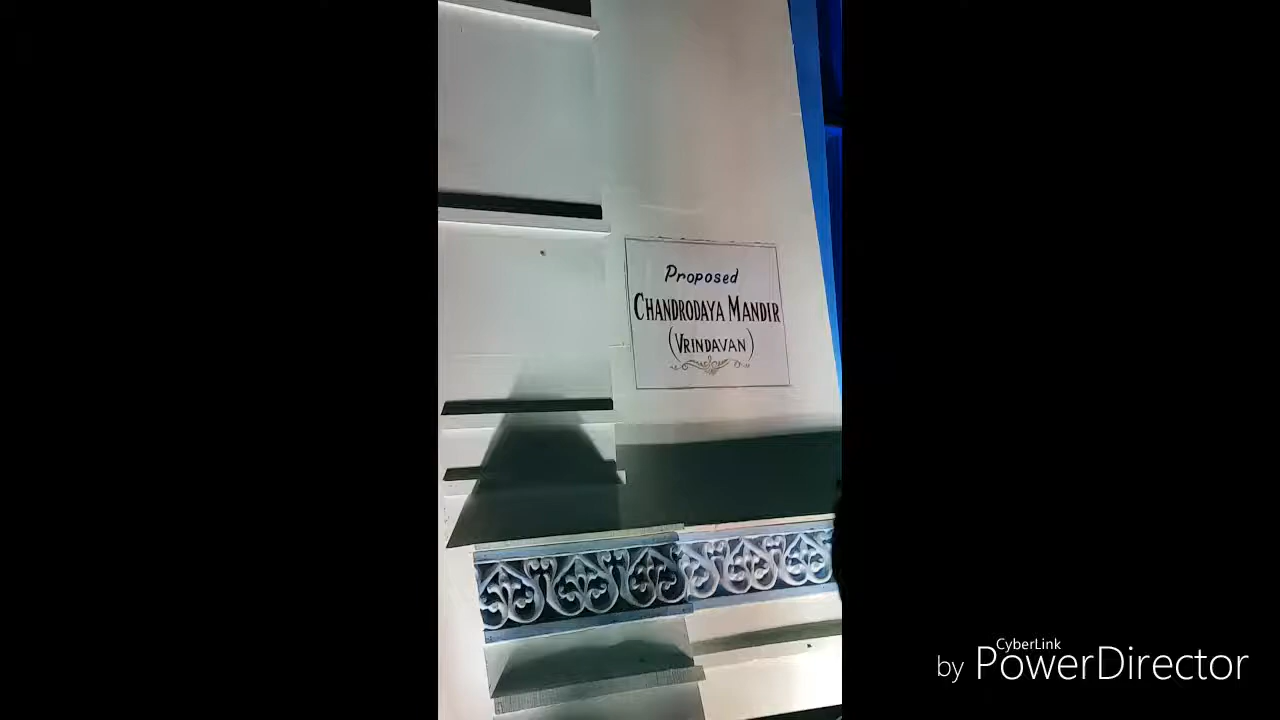 Proposed
CHANDRODAYA MANDIR
(VRINDAVAN)
CyberLink
by PowerDirector